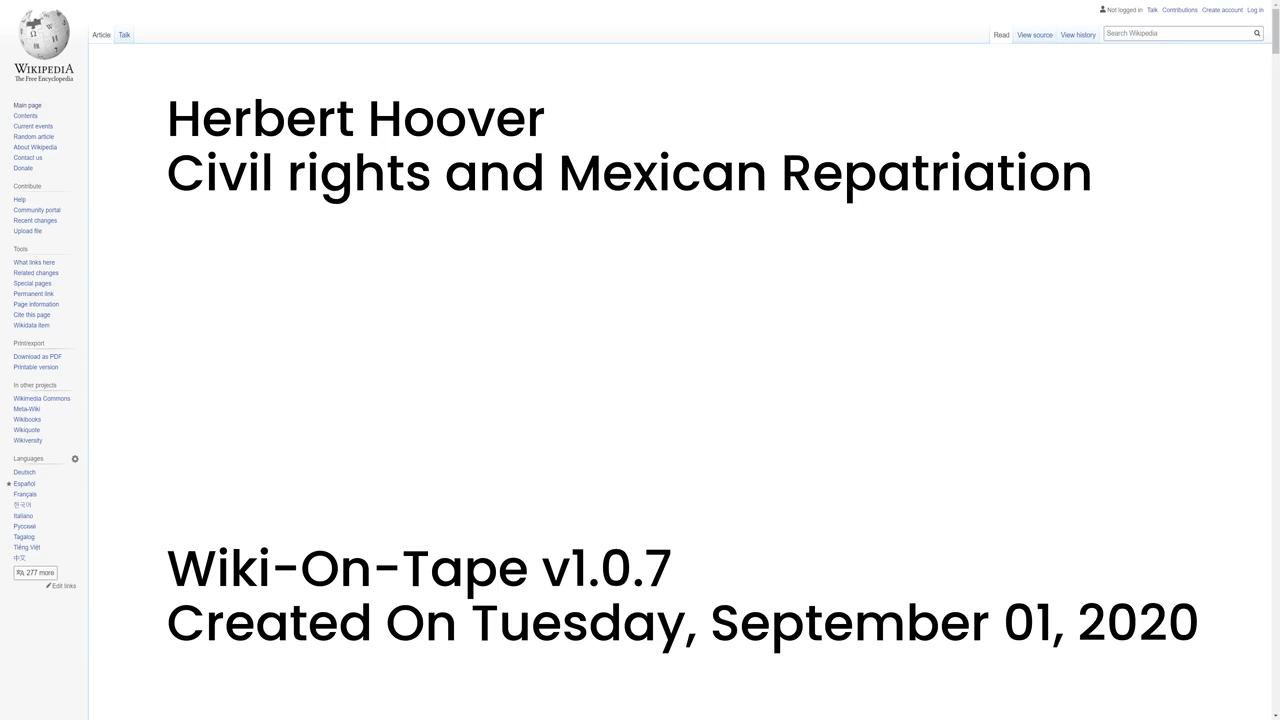 Not logged in Talk Contributions Create account Log in
Article Talk Read View source View history Search Wikipedia
WIKIPEDIA
The Free Encyclopedia
Main page
Contents
Current events
Random article
About Wikipedia
Contact us
Donate
Contribute
Help
Community portal
Recent changes
Upload file
Tools
What links here
Related changes
Special pages
Permanent link
Page information
Cite this page
Wikidata item
Print/export
Download as PDF
Printable version
In other projects
Wikimedia Commons
Meta-Wiki
Wikibooks
Wikiquote
Wikiversity
Languages
Deutsch
Español
Français
한국어
Italiano
Русский
Tagalog
Tiếng Việt
中文
277 more
Edit links
Herbert Hoover
Civil rights and Mexican Repatriation
Wiki-On-Tape v1.0.7
Created On Tuesday, September 01, 2020